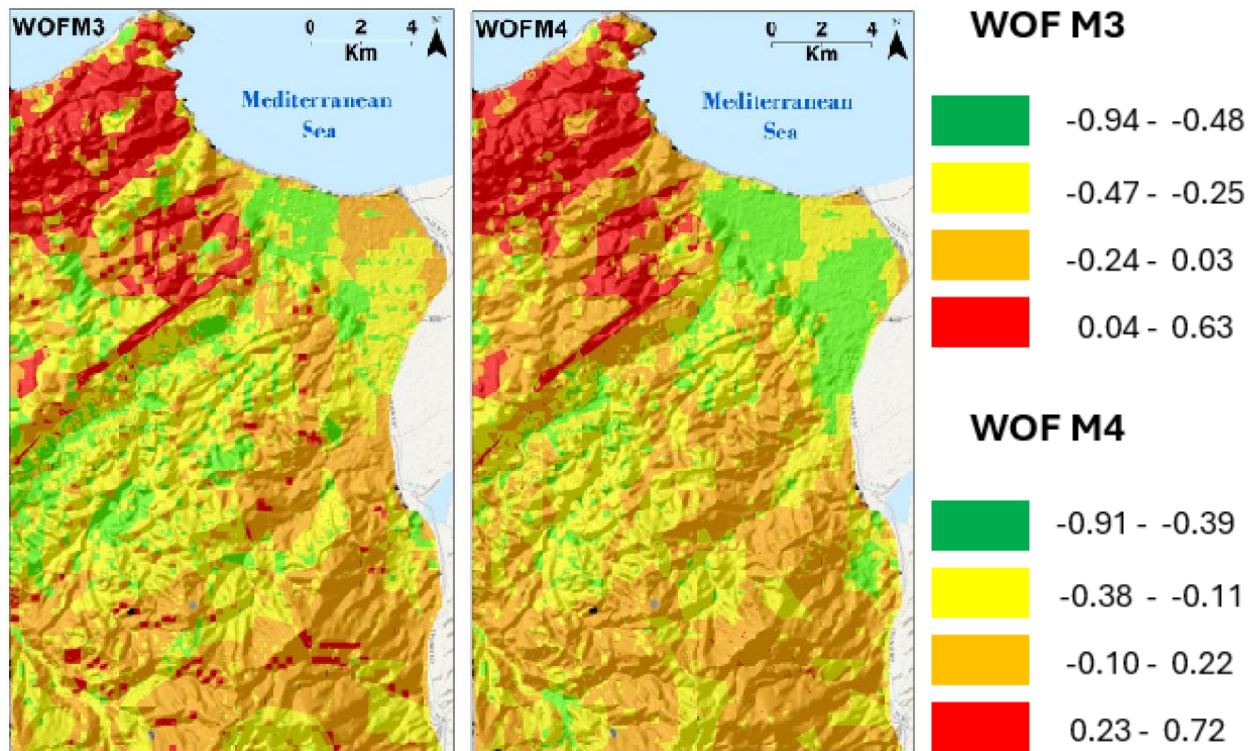 WOFM3
0 2 4
Km
N
Mediterranean
Sea
WOFM4
0 2 4
Km
N
Mediterranean
Sea
WOF M3
-0.94 - -0.48
-0.47 - -0.25
-0.24 - 0.03
0.04 - 0.63
WOF M4
-0.91 - -0.39
-0.38 - -0.11
-0.10 - 0.22
0.23 - 0.72